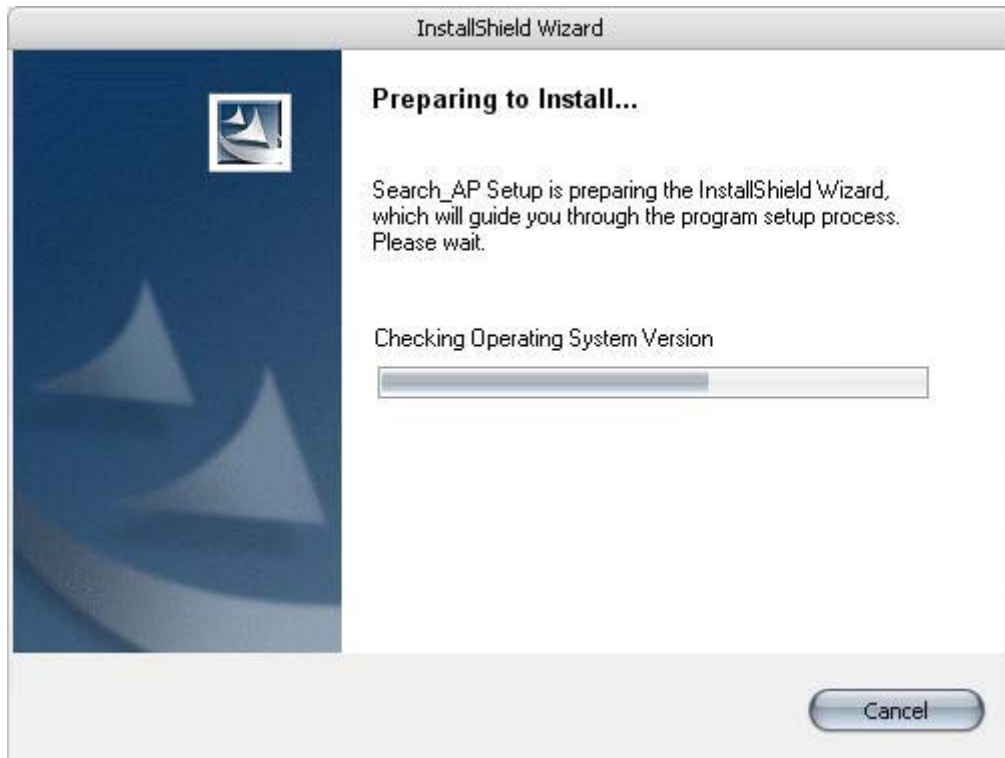 InstallShield Wizard
Preparing to Install...
Search_AP Setup is preparing the InstallShield Wizard,
which will guide you through the program setup process.
Please wait.
Checking Operating System Version
Cancel